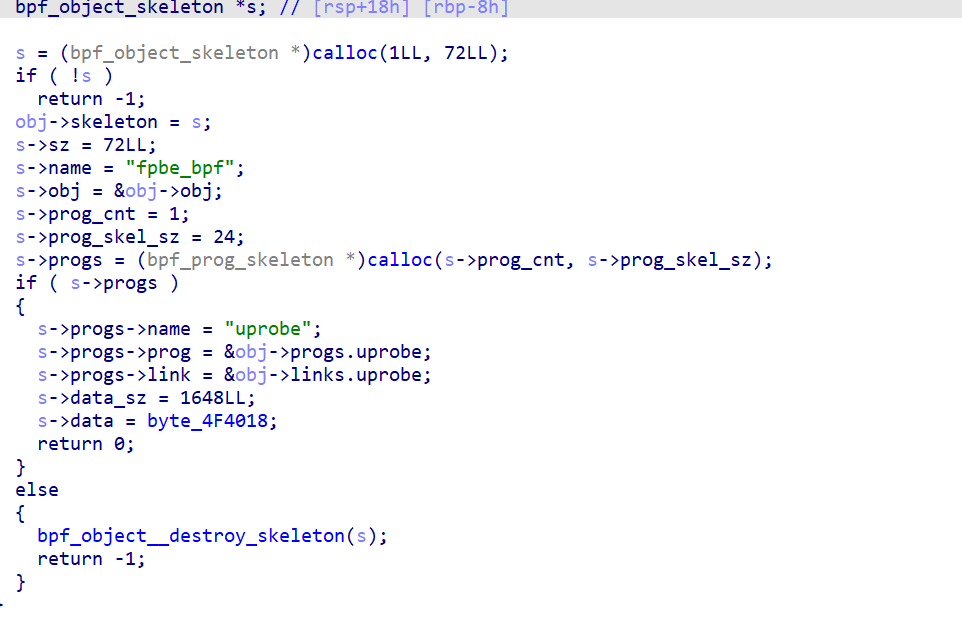 bpf_object_skeleton *s; // [rsp+18h] [rbp-8h]
s = (bpf_object_skeleton *)calloc(1LL, 72LL);
if ( !s )
return -1;
obj->skeleton = s;
s->sz = 72LL;
s->name = "fpbe_bpf";
s->obj = &obj->obj;
s->prog_cnt = 1;
s->prog_skel_sz = 24;
s->progs = (bpf_prog_skeleton *)calloc(s->prog_cnt, s->prog_skel_sz);
if ( s->progs )
{
s->progs->name = "uprobe";
s->progs->prog = &obj->progs.uprobe;
s->progs->link = &obj->links.uprobe;
s->data_sz = 1648LL;
s->data = byte_4F4018;
return 0;
}
else
{
bpf_object__destroy_skeleton(s);
return -1;
}